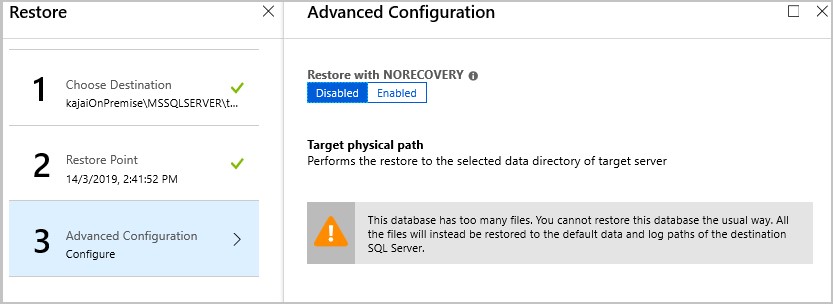 Restore
1
Choose Destination
kajaiOnPremise\MSSQLSERVER\t...
2
Restore Point
14/3/2019, 2:41:52 PM
3
Advanced Configuration
Configure
Advanced Configuration
Restore with NORECOVERY
Disabled Enabled
Target physical path
Performs the restore to the selected data directory of target server
This database has too many files. You cannot restore this database the usual way. All
the files will instead be restored to the default data and log paths of the destination
SQL Server.